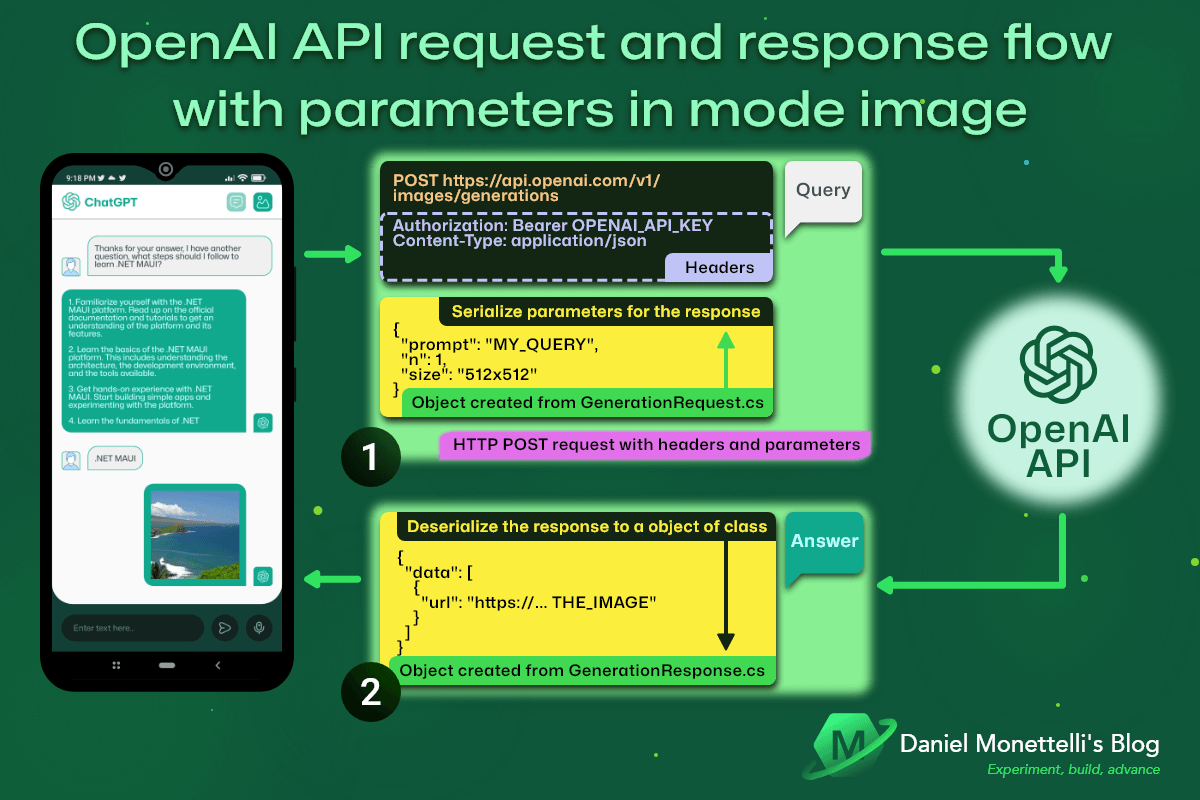 OpenAI API request and response flow
with parameters in mode image
9:18 PM
ChatGPT
Thanks for your answer, I have another
question, what steps should I follow to
learn .NET MAUI?
1. Familiarize yourself with the .NET
MAUI platform. Read up on the official
documentation and tutorials to get an
understanding of the platform and its
features.
2. Learn the basics of the .NET MAUI
platform. This includes understanding the
architecture, the development environment,
and the tools available.
3. Get hands-on experience with .NET
MAUI. Start building simple apps and
experimenting with the platform.
4. Learn the fundamentals of .NET
.NET MAUI
Enter text here..
POST https://api.openai.com/v1/
images/generations
Authorization: Bearer OPENAI_API_KEY
Content-Type: application/json
Headers
Query
Serialize parameters for the response
{
"prompt": "MY_QUERY",
"n": 1,
"size": "512x512"
}
Object created from GenerationRequest.cs
1
HTTP POST request with headers and parameters
OpenAI
API
Deserialize the response to a object of class
Answer
{
"data": [
{
"url": "https://... THE_IMAGE"
}
]
}
Object created from GenerationResponse.cs
2
M
Daniel Monettelli's Blog
Experiment, build, advance